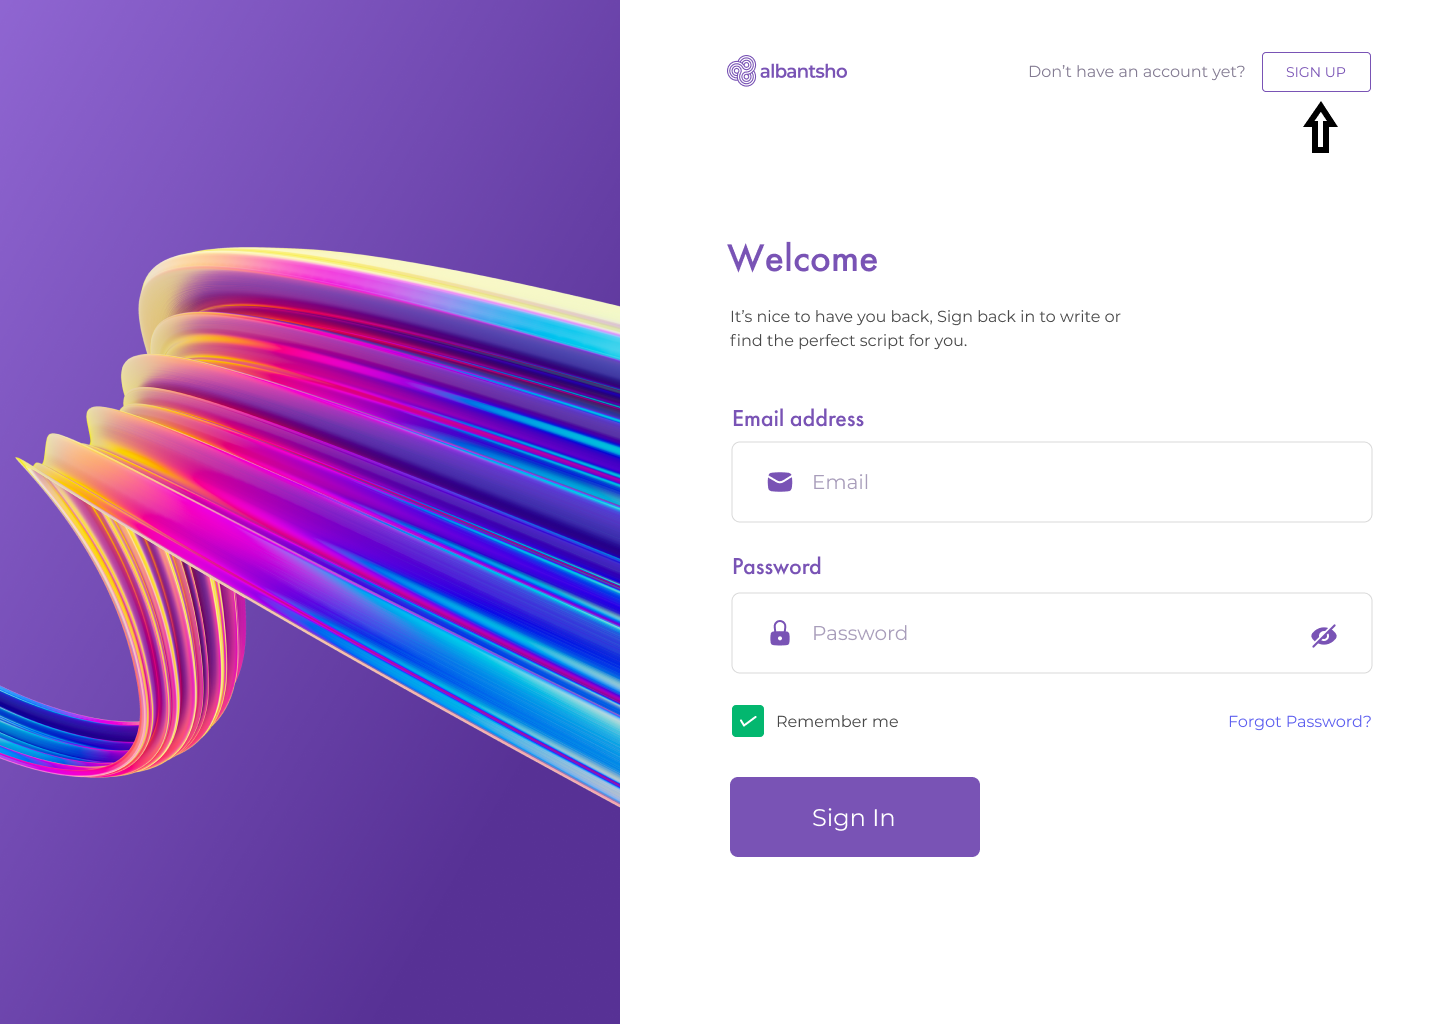 albantsho
Don’t have an account yet?
SIGN UP
Welcome
It’s nice to have you back, Sign back in to write or
find the perfect script for you.
Email address
Email
Password
Password
Remember me
Forgot Password?
Sign In